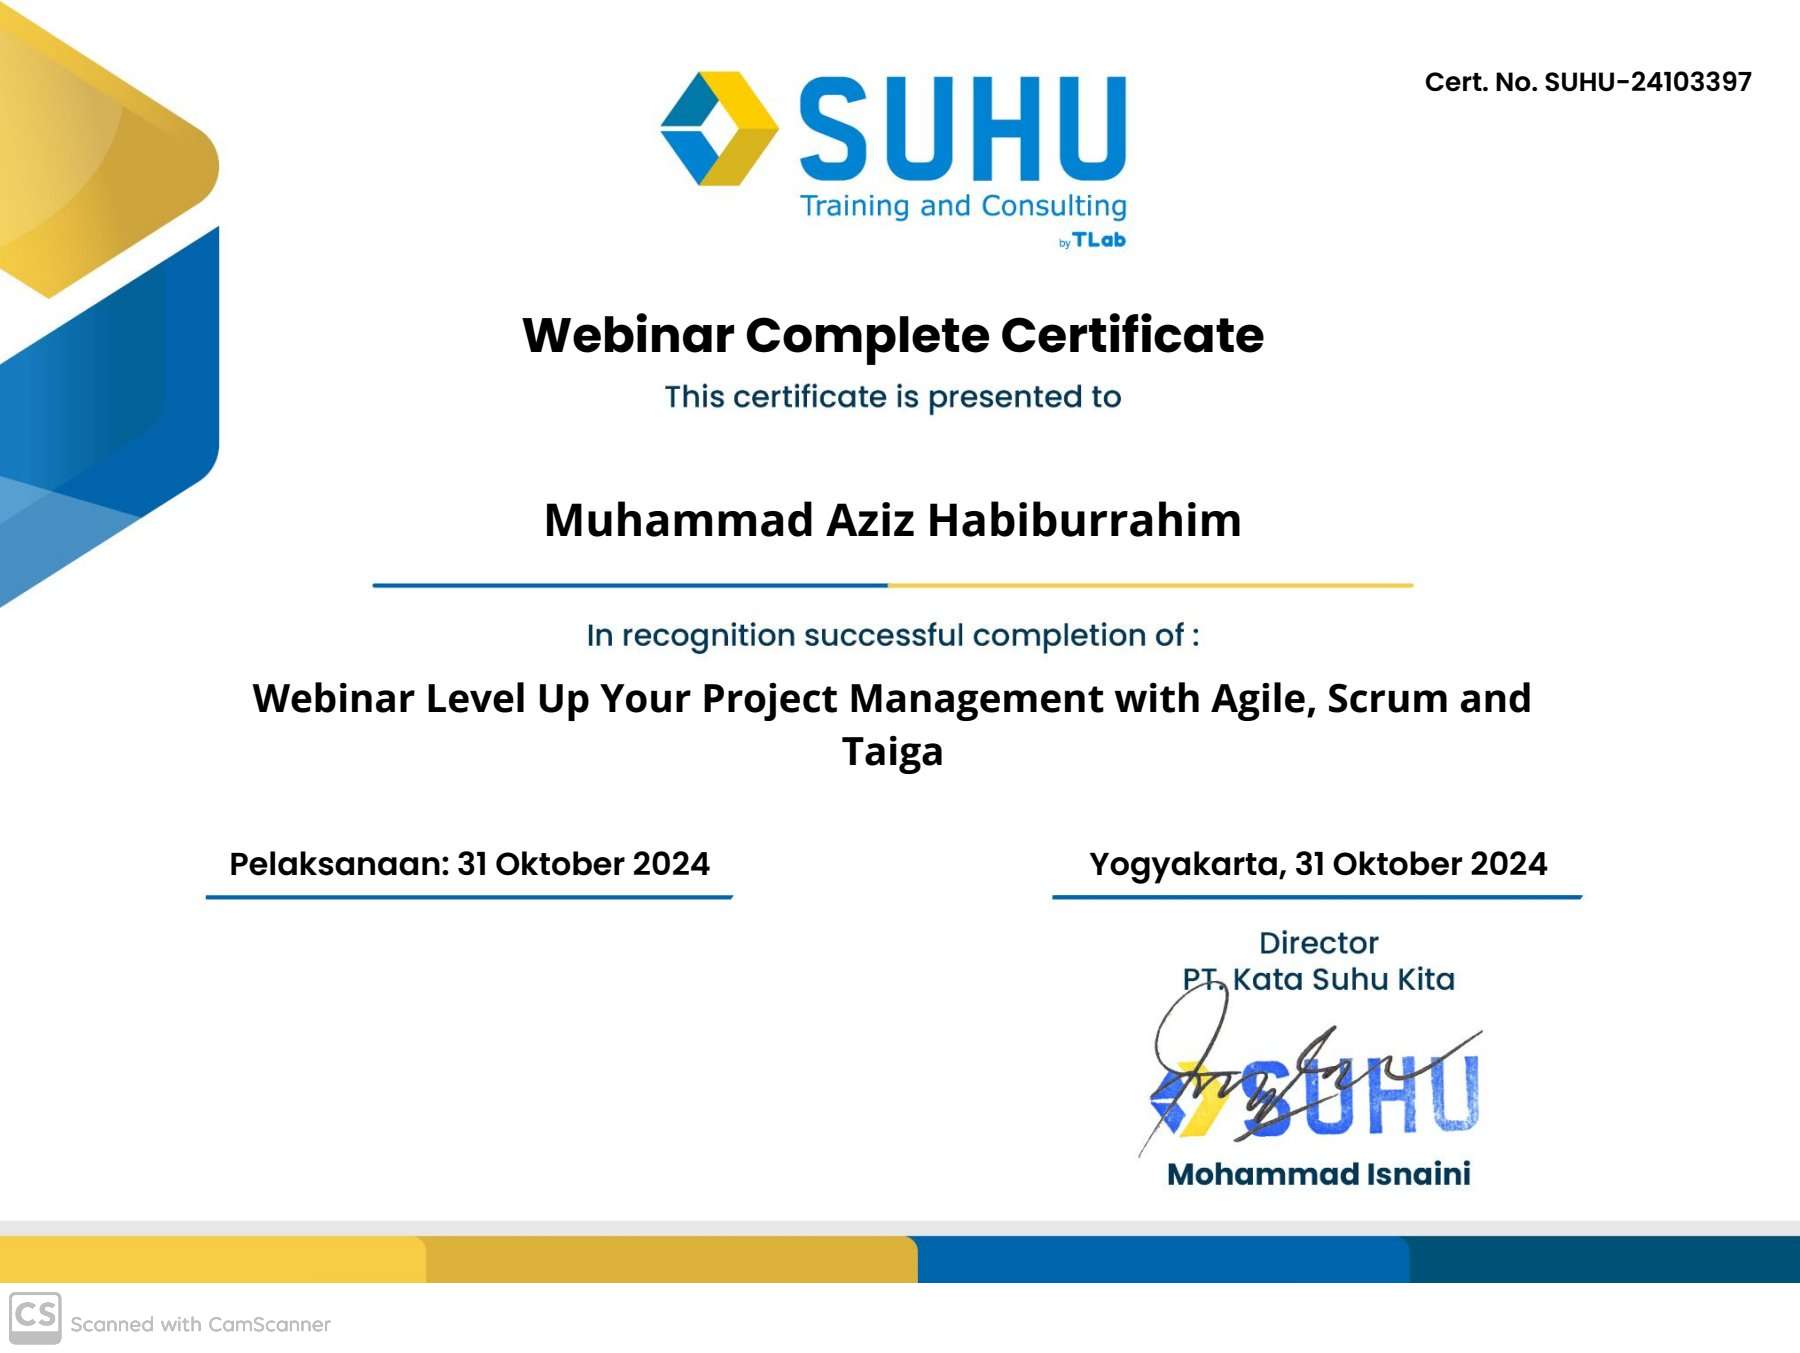 Cert. No. SUHU-24103397
SUHU
Training and Consulting
by TLab
Webinar Complete Certificate
This certificate is presented to
Muhammad Aziz Habiburrahim
In recognition successful completion of :
Webinar Level Up Your Project Management with Agile, Scrum and
Taiga
Pelaksanaan: 31 Oktober 2024
Yogyakarta, 31 Oktober 2024
Director
PT. Kata Suhu Kita
SUHU
Mohammad Isnaini
CS Scanned with CamScanner